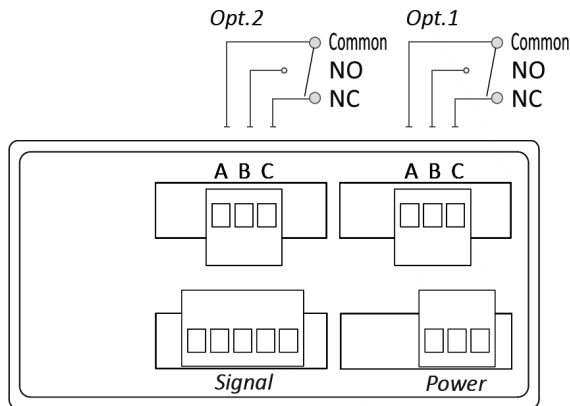 Opt.2 Opt.1
Common Common
NO NO
NC NC
A B C A B C
Signal Power